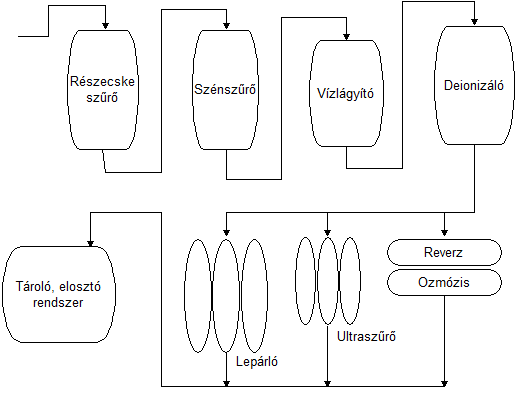 Részecske
szűrő
Szénszűrő
Vízlágyító
Deionizáló
Tároló, elosztó
rendszer
Lepárló
Ultraszűrő
Reverz
Ozmózis